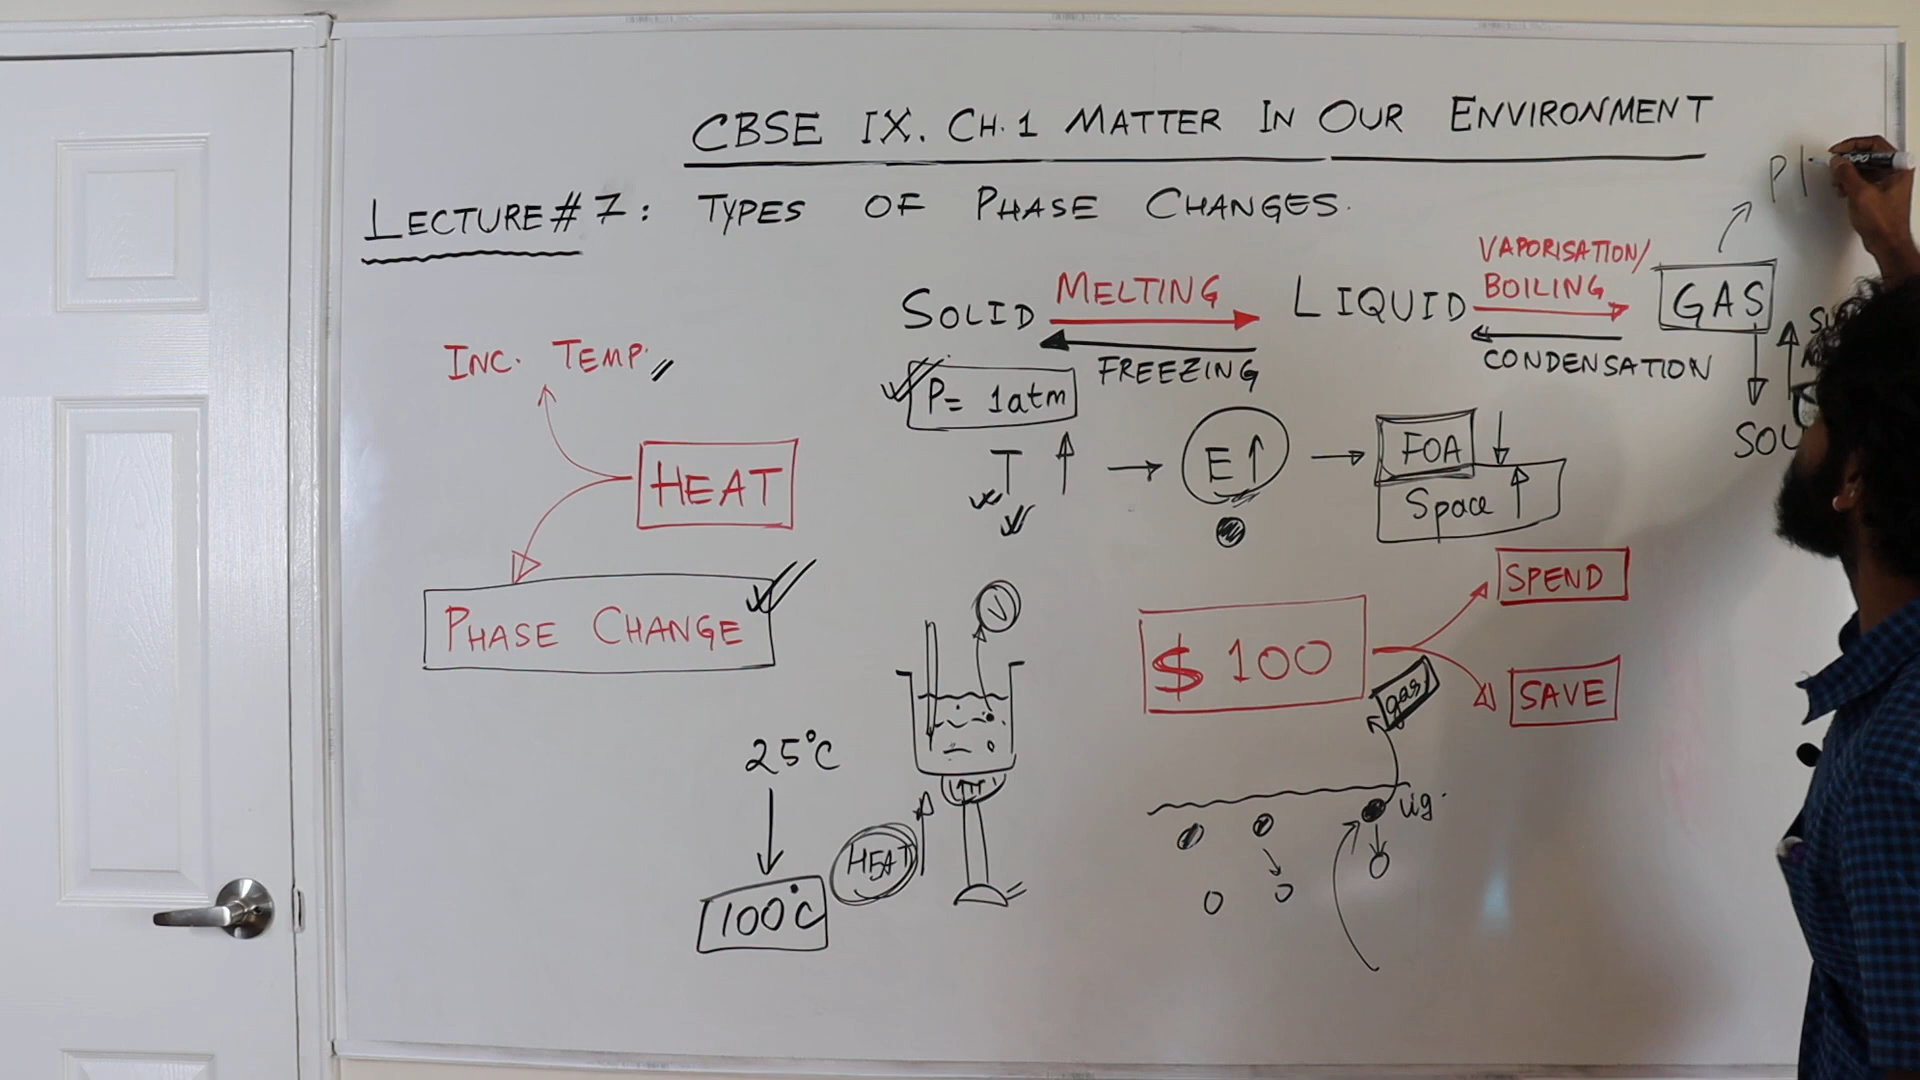 CBSE IX. CH. 1 MATTER IN OUR ENVIRONMENT
LECTURE # 7: TYPES OF PHASE CHANGES.
SOLID MELTING LIQUID VAPORISATION/
BOILING GAS
FREEZING
CONDENSATION
P = 1atm
T E FOA
Space
INC. TEMP.
HEAT
PHASE CHANGE
$ 100
SPEND
SAVE
gas
liq.
25°C
100°C
HEAT
V